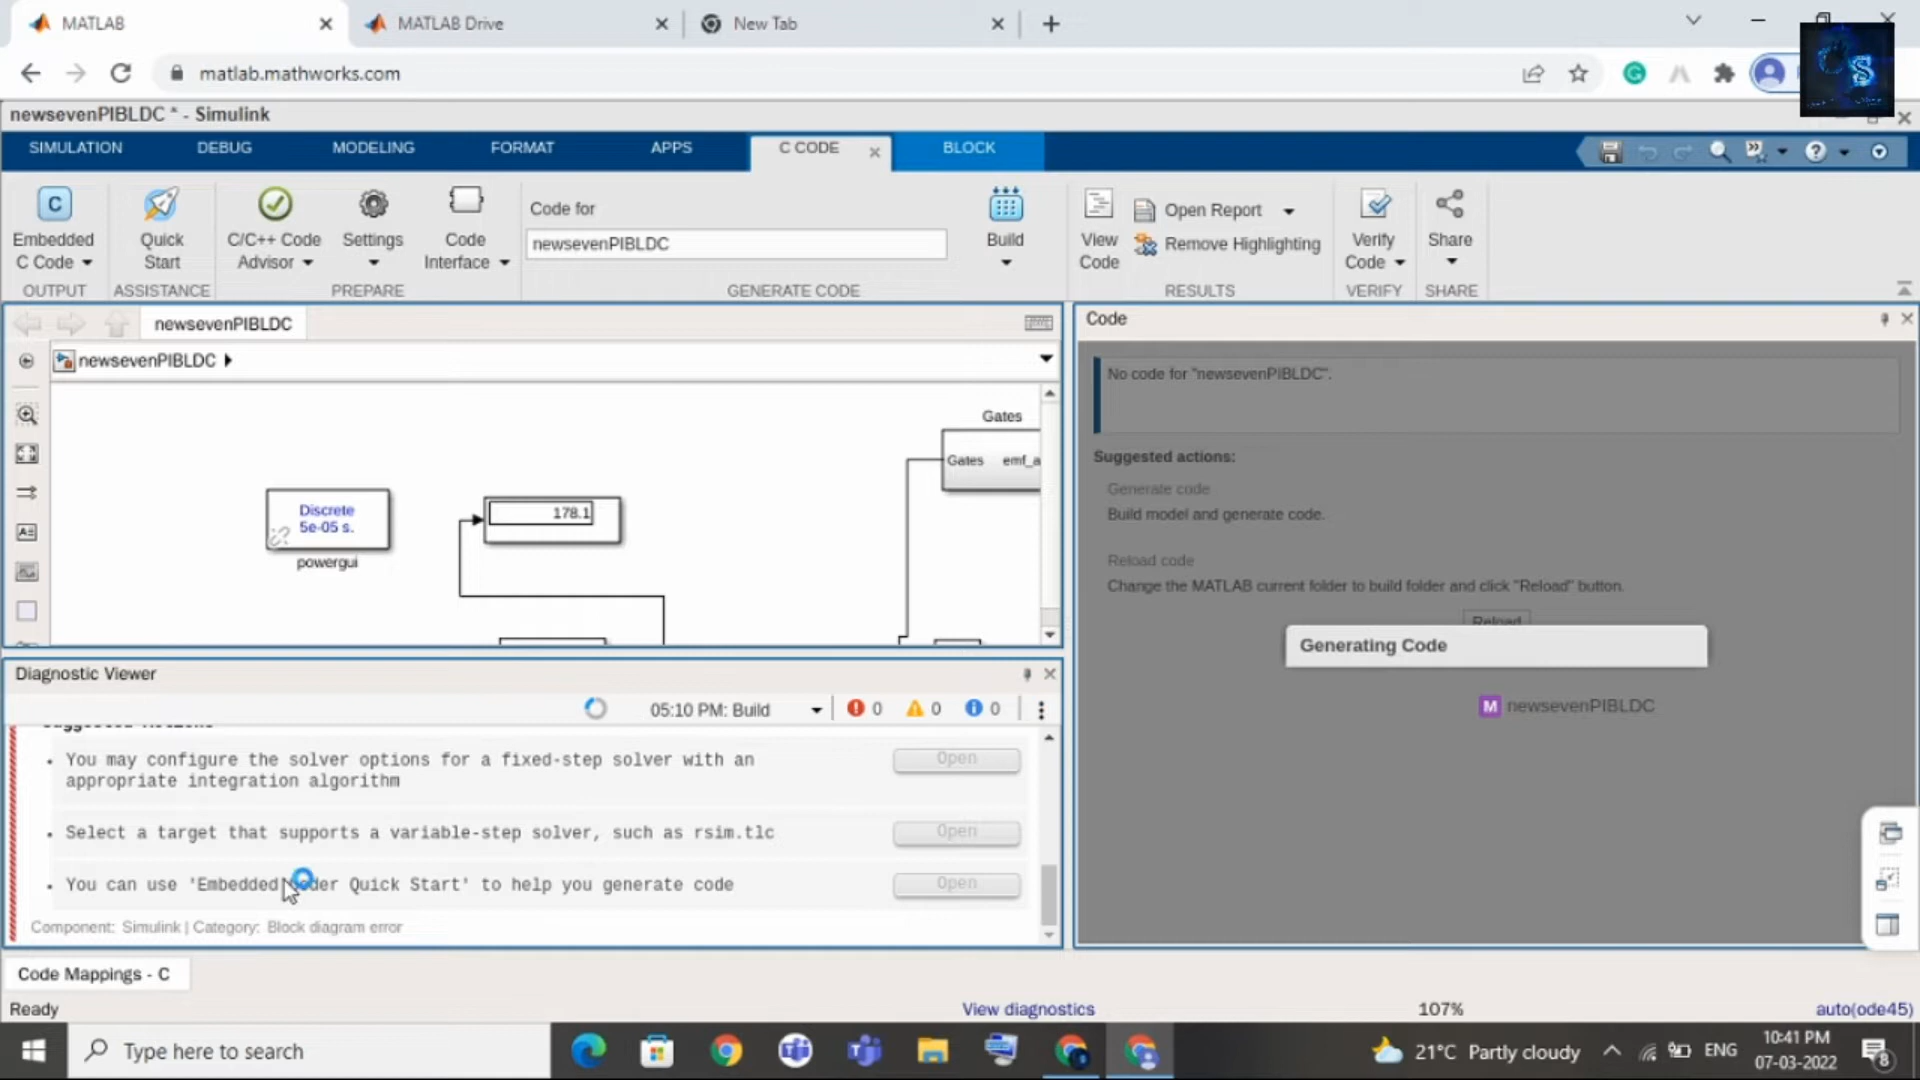 MATLAB
MATLAB Drive
New Tab
matlab.mathworks.com
newsevenPIBLDC * - Simulink
SIMULATION
DEBUG
MODELING
FORMAT
APPS
C CODE
BLOCK
Embedded
C Code
Quick
Start
C/C++ Code
Advisor
Settings
Code
Interface
Code for
newsevenPIBLDC
Build
View
Code
Open Report
Remove Highlighting
Verify
Code
Share
OUTPUT
ASSISTANCE
PREPARE
GENERATE CODE
RESULTS
VERIFY
SHARE
newsevenPIBLDC
newsevenPIBLDC
Gates
Gates
emf_a
Discrete
5e-05 s.
powergui
178.1
Code
No code for "newsevenPIBLDC".
Suggested actions:
Generate code
Build model and generate code.
Reload code
Change the MATLAB current folder to build folder and click "Reload" button.
Reload
Generating Code
M newsevenPIBLDC
Diagnostic Viewer
05:10 PM: Build
0
0
0
Suggested Actions:
You may configure the solver options for a fixed-step solver with an
appropriate integration algorithm
Open
Select a target that supports a variable-step solver, such as rsim.tlc
Open
You can use 'Embedded Coder Quick Start' to help you generate code
Open
Component: Simulink | Category: Block diagram error
Code Mappings - C
Ready
View diagnostics
107%
auto(ode45)
Type here to search
21°C Partly cloudy
ENG
10:41 PM
07-03-2022
8